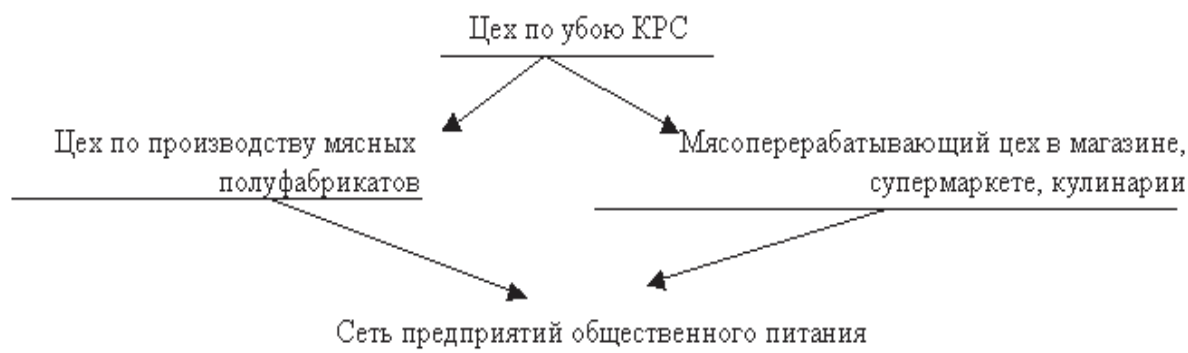 Цех по убою КРС
Цех по производству мясных
полуфабрикатов
Мясоперерабатывающий цех в магазине,
супермаркете, кулинарии
Сеть предприятий общественного питания